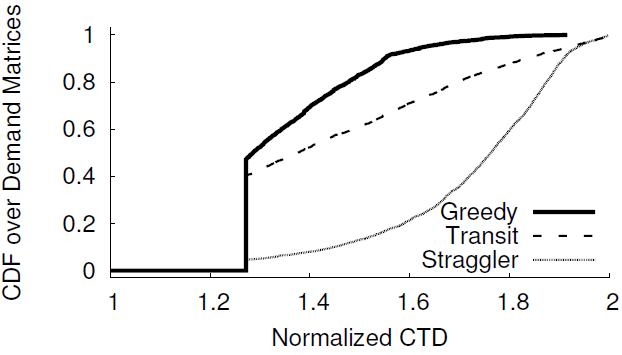 CDF over Demand Matrices
1
0.8
0.6
0.4
0.2
0
Greedy
Transit
Straggler
1 1.2 1.4 1.6 1.8 2
Normalized CTD